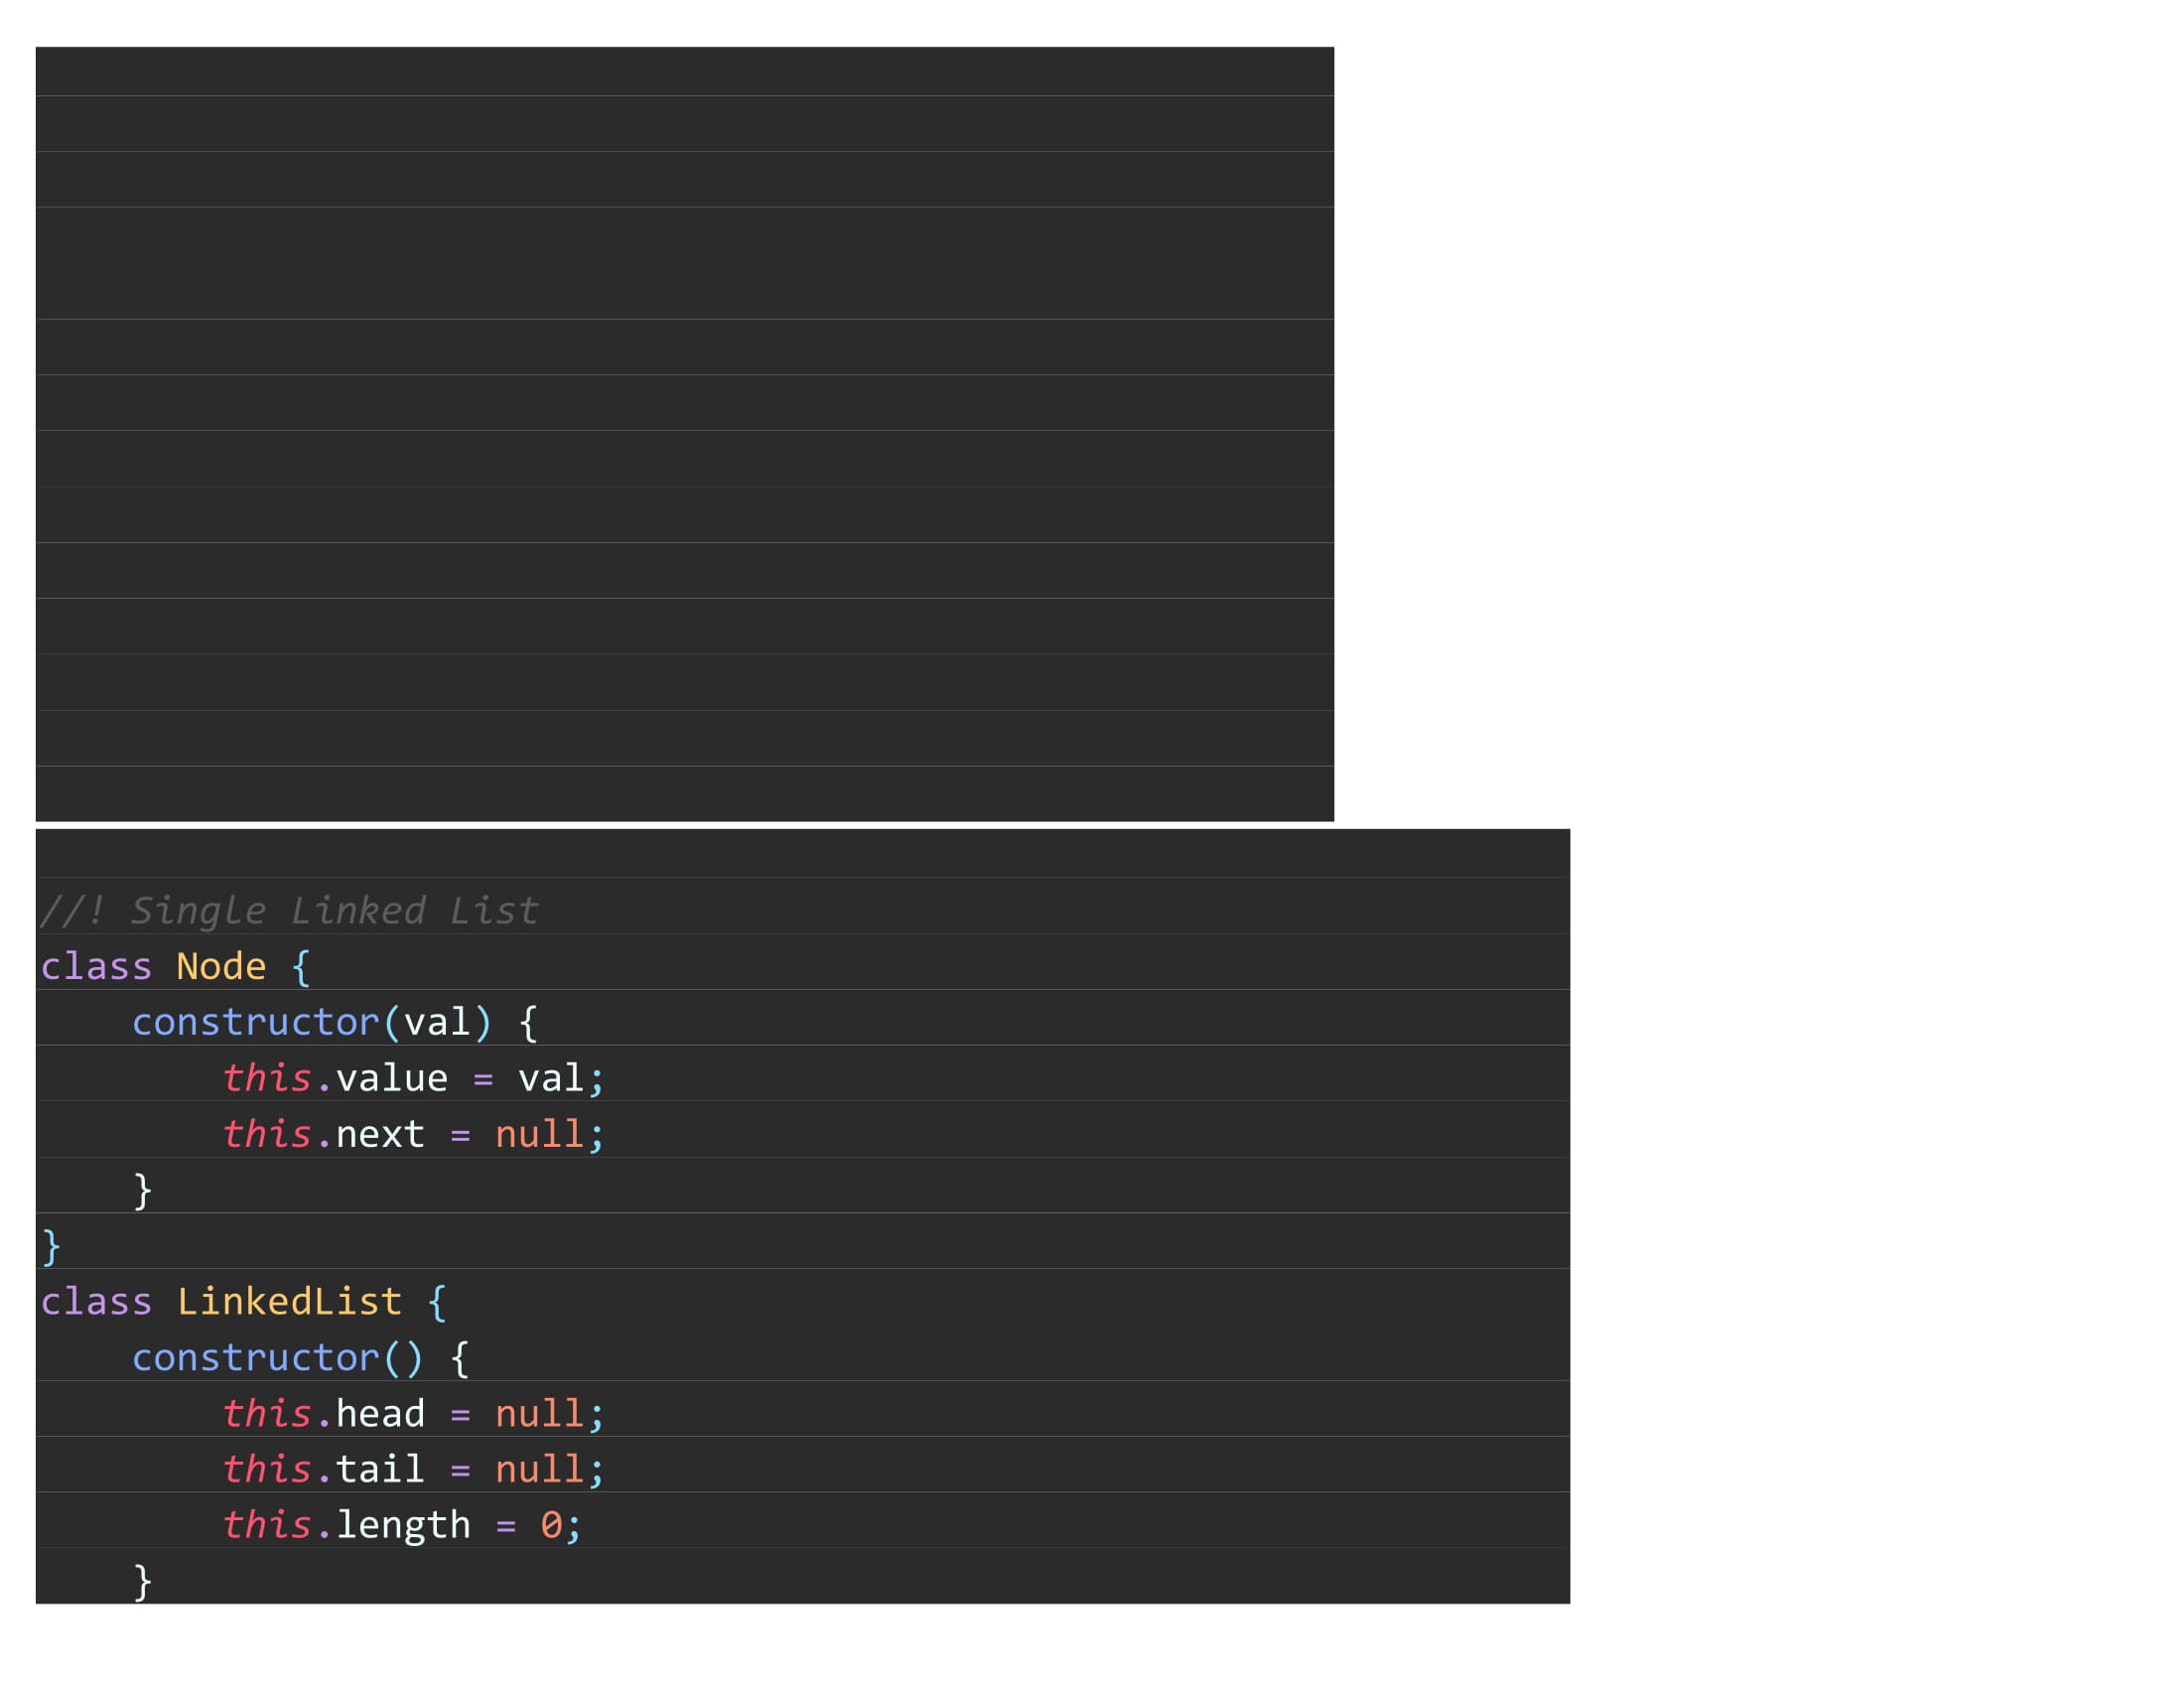 //! Single Linked List
class Node {
    constructor(val) {
        this.value = val;
        this.next = null;
    }
}
class LinkedList {
    constructor() {
        this.head = null;
        this.tail = null;
        this.length = 0;
    }